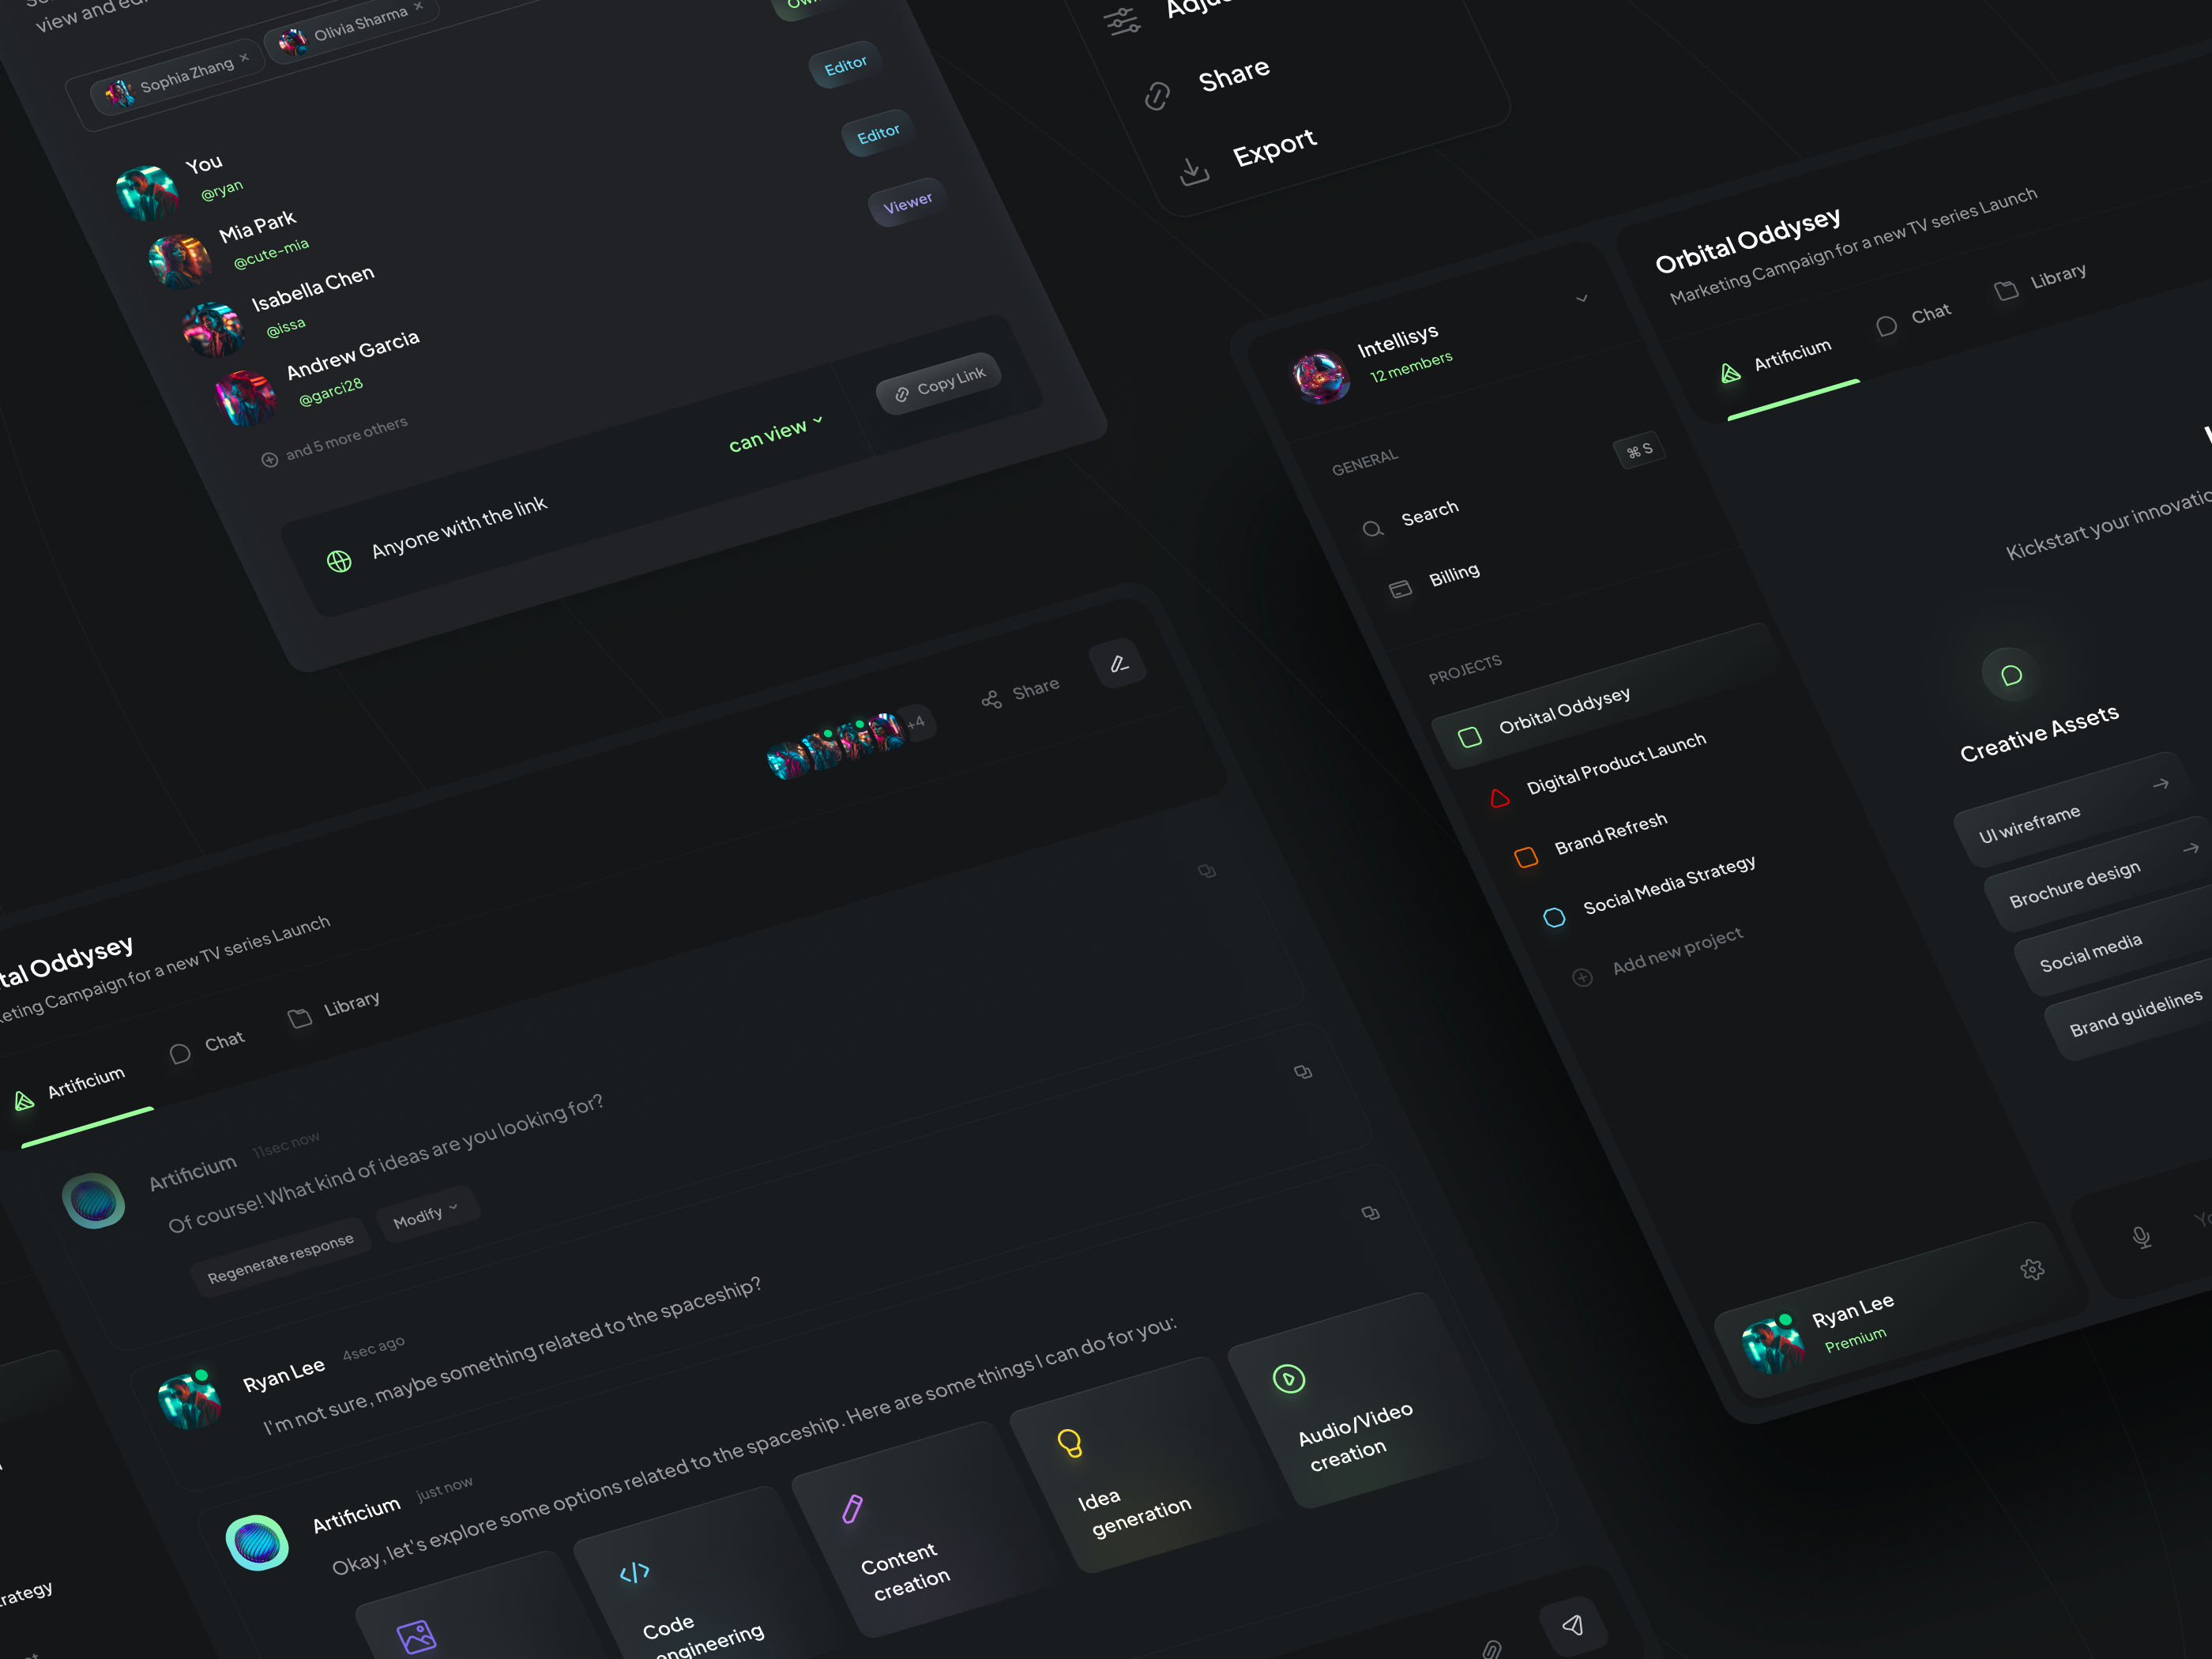 view and
Sophia Zhang
Olivia Sharma
You
@ryan
Mia Park
@cute-mia
Isabella Chen
@issa
Andrew Garcia
@garci28
and 5 more others
Editor
Editor
Viewer
Anyone with the link
can view
Copy Link
Share
Export
Intellisys
12 members
GENERAL
⌘ S
Search
Billing
PROJECTS
Orbital Oddysey
Digital Product Launch
Brand Refresh
Social Media Strategy
Add new project
Ryan Lee
Premium
Orbital Oddysey
Marketing Campaign for a new TV series Launch
Artificium
Chat
Library
Kickstart your
Creative Assets
UI wireframe
Brochure design
Social media
Brand guidelines
+4
Share
tal Oddysey
eting Campaign for a new TV series Launch
Artificium
Chat
Library
Artificium
11sec now
Of course! What kind of ideas are you looking for?
Regenerate response
Modify
Ryan Lee
4sec ago
I'm not sure, maybe something related to the spaceship?
Artificium
just now
Okay, let's explore some options related to the spaceship. Here are some things I can do for you:
Code
engineering
Content
creation
Idea
generation
Audio/Video
creation
rategy